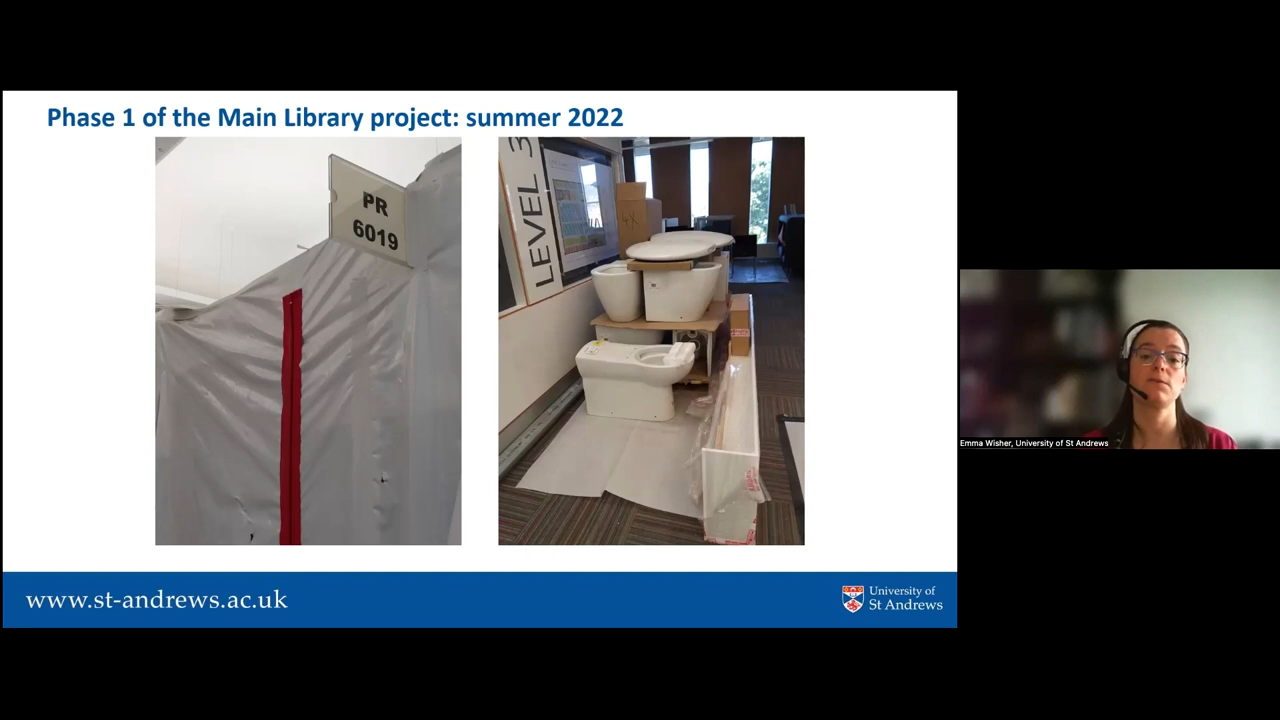 Phase 1 of the Main Library project: summer 2022
PR
6019
LEVEL 3
4X
www.st-andrews.ac.uk
University of
St Andrews
Emma Wisher, University of St Andrews